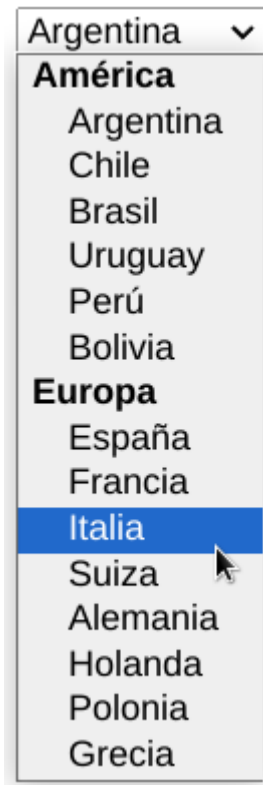 Argentina
América
Argentina
Chile
Brasil
Uruguay
Perú
Bolivia
Europa
España
Francia
Italia
Suiza
Alemania
Holanda
Polonia
Grecia